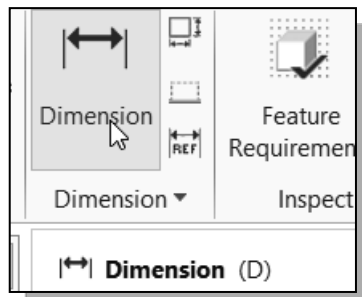 Dimension
REF
Feature
Requiremen
Dimension
Inspect
Dimension (D)